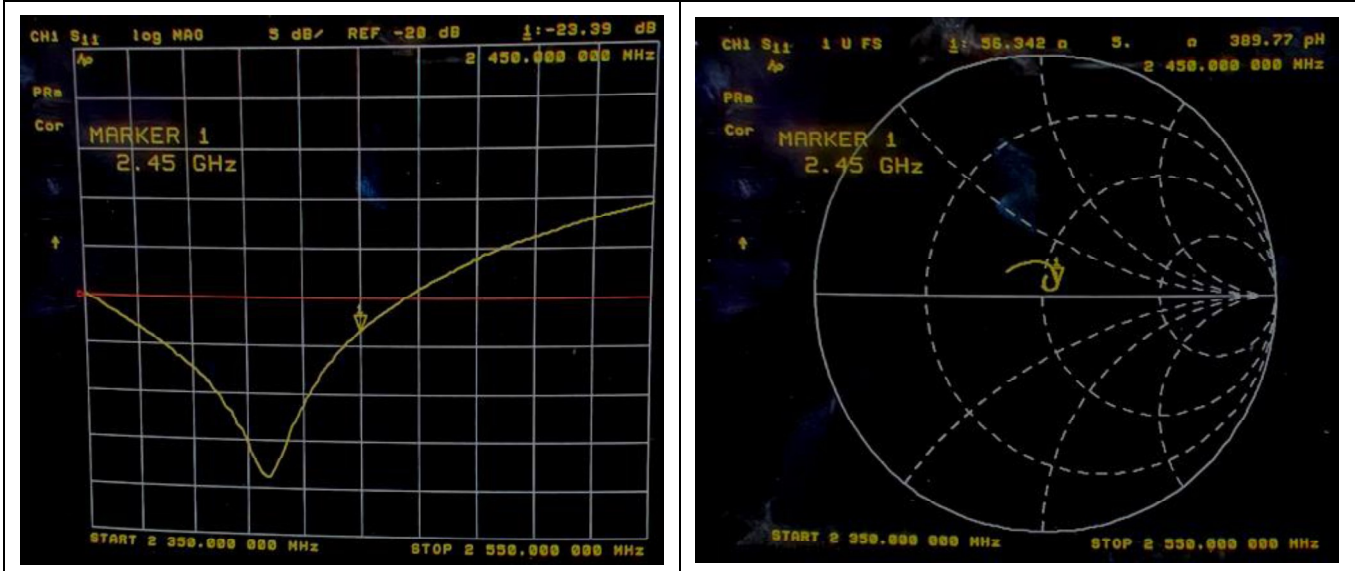 CH1 S11 log MAG 5 dB/ REF -20 dB 1:-23.39 dB
2 450.000 000 MHz
PRm
Cor
MARKER 1
2.45 GHz
START 2 350.000 000 MHz STOP 2 550.000 000 MHz
CH1 S11 1 U FS 1: 56.342 Ω 5. Ω 389.77 pH
2 450.000 000 MHz
PRm
Cor
MARKER 1
2.45 GHz
START 2 350.000 000 MHz STOP 2 550.000 000 MHz